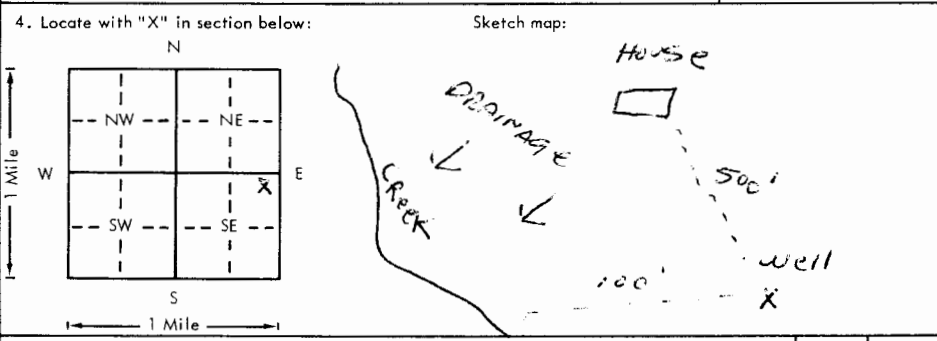 4. Locate with "X" in section below:
Sketch map:
N
NW
NE
W
E
X
SW
SE
S
1 Mile
1 Mile
House
DRAINAGE
CREEK
500'
well
100'
X